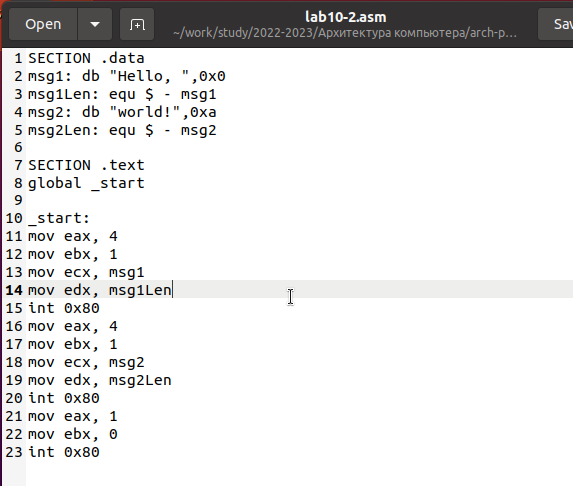 Open
lab10-2.asm
~/work/study/2022-2023/Архитектура компьютера/arch-p...
Sav
1 SECTION .data
2 msg1: db "Hello, ",0x0
3 msg1Len: equ $ - msg1
4 msg2: db "world!",0xa
5 msg2Len: equ $ - msg2
6
7 SECTION .text
8 global _start
9
10 _start:
11 mov eax, 4
12 mov ebx, 1
13 mov ecx, msg1
14 mov edx, msg1Len
15 int 0x80
16 mov eax, 4
17 mov ebx, 1
18 mov ecx, msg2
19 mov edx, msg2Len
20 int 0x80
21 mov eax, 1
22 mov ebx, 0
23 int 0x80